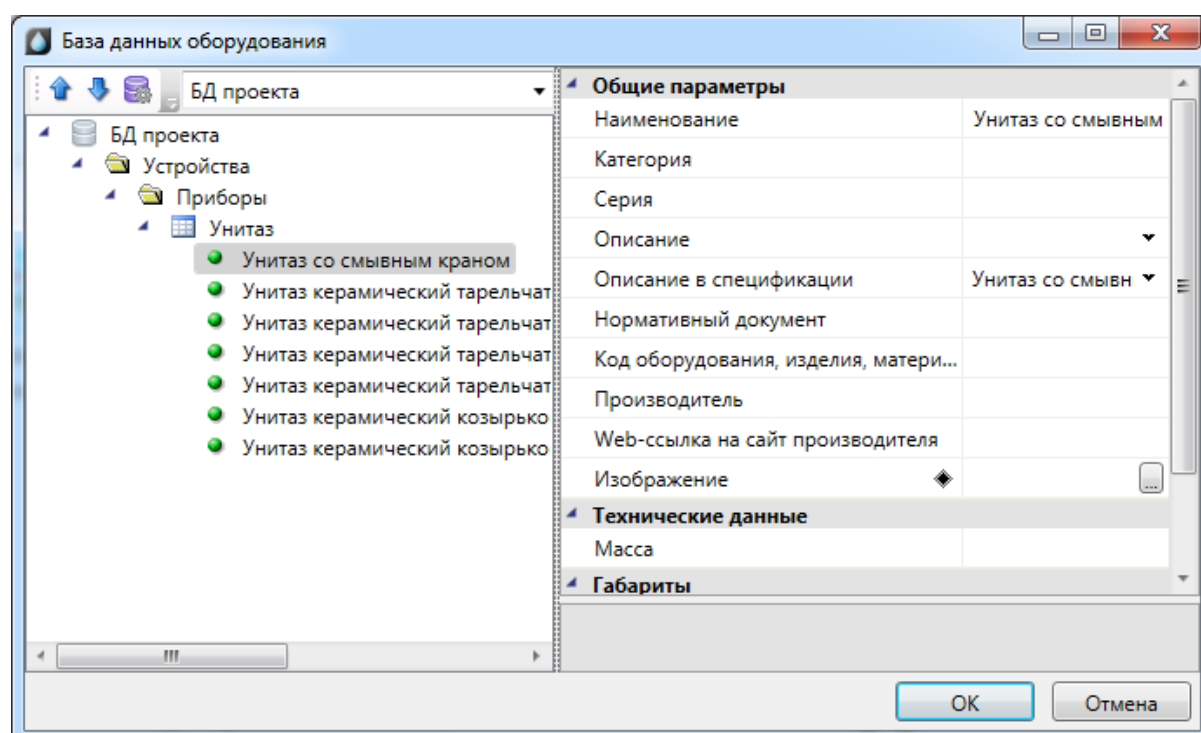 База данных оборудования
БД проекта
БД проекта
Устройства
Приборы
Унитаз
Унитаз со смывным краном
Унитаз керамический тарельчат
Унитаз керамический тарельчат
Унитаз керамический тарельчат
Унитаз керамический тарельчат
Унитаз керамический козырько
Унитаз керамический козырько
Общие параметры
Наименование Унитаз со смывным
Категория
Серия
Описание
Описание в спецификации Унитаз со смывн
Нормативный документ
Код оборудования, изделия, матери...
Производитель
Web-ссылка на сайт производителя
Изображение ...
Технические данные
Масса
Габариты
OK Отмена